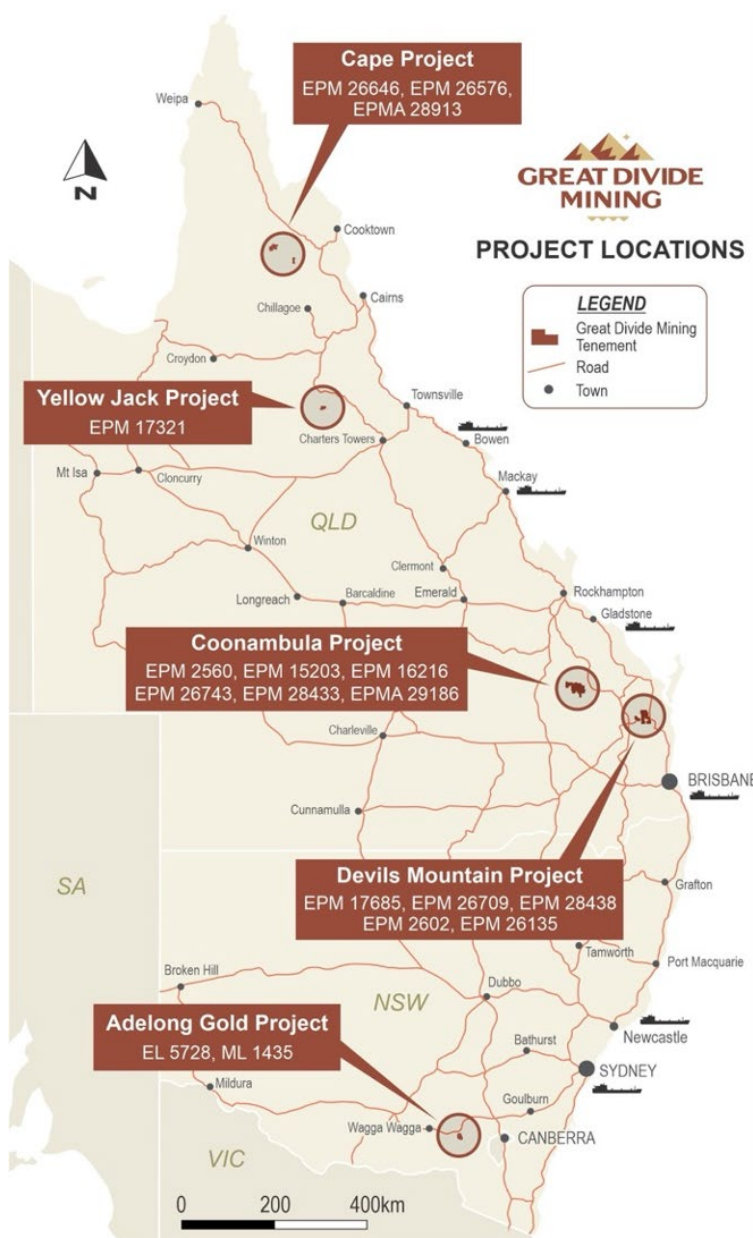 Cape Project
EPM 26646, EPM 26576,
EPMA 28913
Weipa
N
GREAT DIVIDE
MINING
PROJECT LOCATIONS
Cooktown
LEGEND
Great Divide Mining
Tenement
Road
Town
Cairns
Chillagoe
Croydon
Yellow Jack Project
EPM 17321
Townsville
Charters Towers
Bowen
Mt Isa
Cloncurry
Mackay
QLD
Winton
Clermont
Longreach
Barcaldine
Emerald
Rockhampton
Gladstone
Coonambula Project
EPM 2560, EPM 15203, EPM 16216
EPM 26743, EPM 28433, EPMA 29186
Charleville
BRISBANE
Cunnamulla
Devils Mountain Project
EPM 17685, EPM 26709, EPM 28438
EPM 2602, EPM 26135
SA
Grafton
Tamworth
Port Macquarie
Broken Hill
Dubbo
NSW
Adelong Gold Project
EL 5728, ML 1435
Newcastle
Bathurst
SYDNEY
Mildura
Goulburn
Wagga Wagga
CANBERRA
VIC
0 200 400km